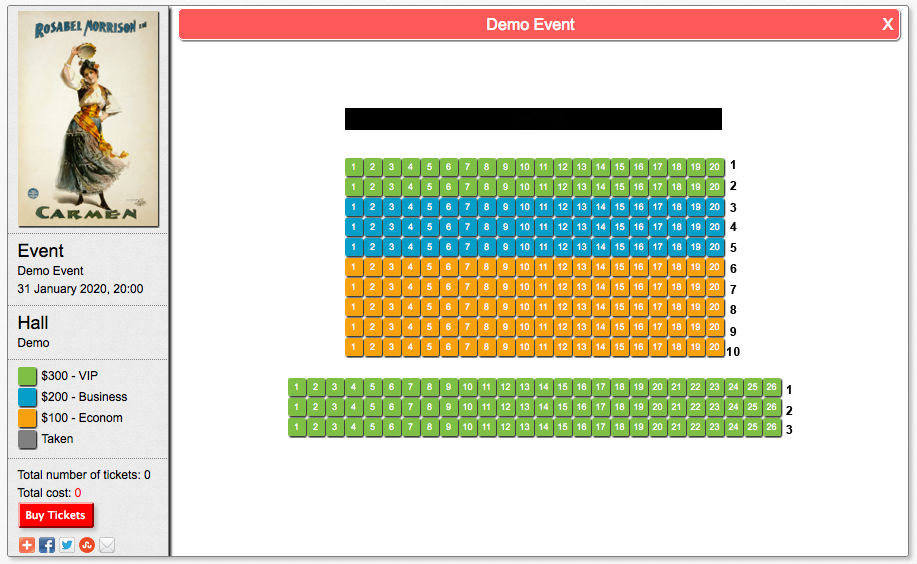 ROSABEL MORRISON IN
CARMEN
Event
Demo Event
31 January 2020, 20:00
Hall
Demo
$300 - VIP
$200 - Business
$100 - Econom
Taken
Total number of tickets: 0
Total cost: 0
Buy Tickets
Demo Event X
1 2 3 4 5 6 7 8 9 10 11 12 13 14 15 16 17 18 19 20 1
1 2 3 4 5 6 7 8 9 10 11 12 13 14 15 16 17 18 19 20 2
1 2 3 4 5 6 7 8 9 10 11 12 13 14 15 16 17 18 19 20 3
1 2 3 4 5 6 7 8 9 10 11 12 13 14 15 16 17 18 19 20 4
1 2 3 4 5 6 7 8 9 10 11 12 13 14 15 16 17 18 19 20 5
1 2 3 4 5 6 7 8 9 10 11 12 13 14 15 16 17 18 19 20 6
1 2 3 4 5 6 7 8 9 10 11 12 13 14 15 16 17 18 19 20 7
1 2 3 4 5 6 7 8 9 10 11 12 13 14 15 16 17 18 19 20 8
1 2 3 4 5 6 7 8 9 10 11 12 13 14 15 16 17 18 19 20 9
1 2 3 4 5 6 7 8 9 10 11 12 13 14 15 16 17 18 19 20 10
1 2 3 4 5 6 7 8 9 10 11 12 13 14 15 16 17 18 19 20 21 22 23 24 25 26 1
1 2 3 4 5 6 7 8 9 10 11 12 13 14 15 16 17 18 19 20 21 22 23 24 25 26 2
1 2 3 4 5 6 7 8 9 10 11 12 13 14 15 16 17 18 19 20 21 22 23 24 25 26 3